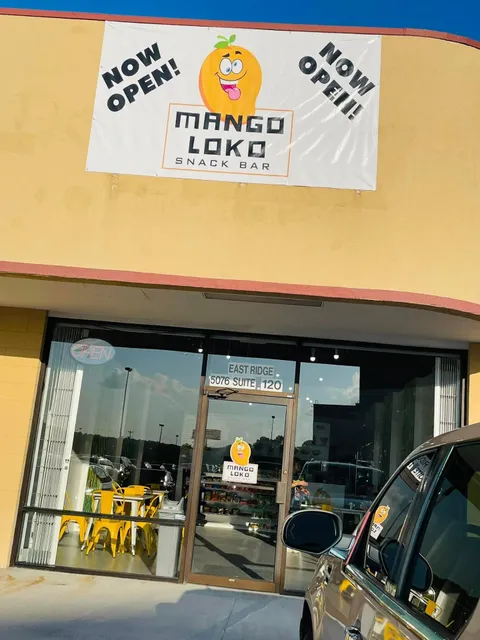 NOW
OPEN!
NOW
OPEN!!
MANGO
LOKO
SNACK BAR
OPEN
EAST RIDGE
5076 SUITE 120
MANGO
LOKO